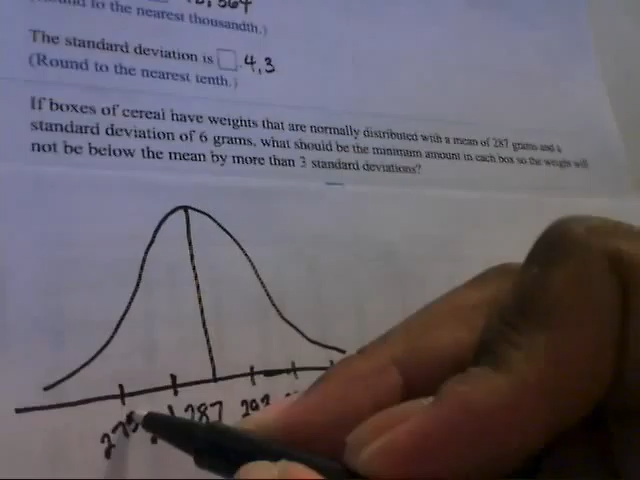 to the nearest thousandth.)
The standard deviation is 4,3
(Round to the nearest tenth.)
If boxes of cereal have weights that are normally distributed with a mean of 287 grams and a
standard deviation of 6 grams, what should be the minimum amount in each box so the weight will
not be below the mean by more than 3 standard deviations?
275 287 293